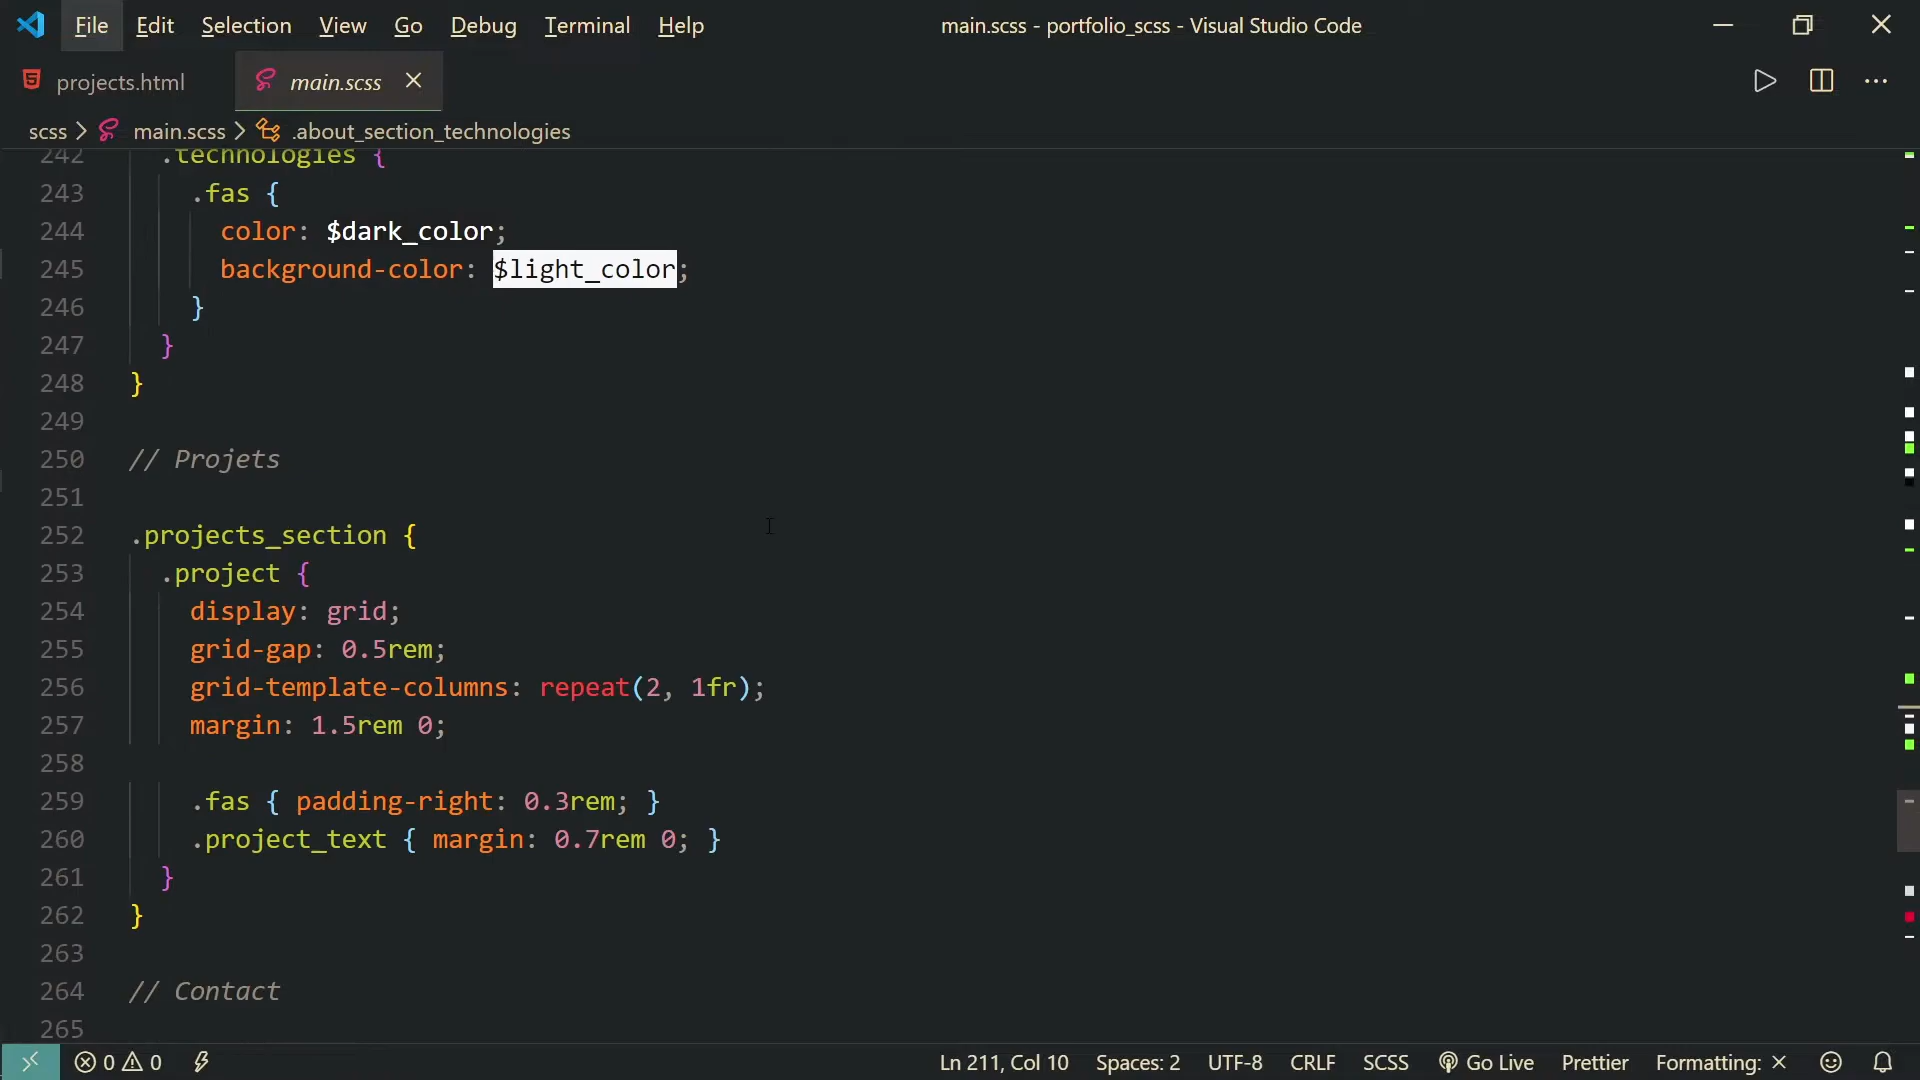 File Edit Selection View Go Debug Terminal Help main.scss - portfolio_scss - Visual Studio Code
projects.html main.scss
scss > main.scss > .about_section_technologies
242 .technologies {
243 .fas {
244 color: $dark_color;
245 background-color: $light_color;
246 }
247 }
248 }
249
250 // Projets
251
252 .projects_section {
253 .project {
254 display: grid;
255 grid-gap: 0.5rem;
256 grid-template-columns: repeat(2, 1fr);
257 margin: 1.5rem 0;
258
259 .fas { padding-right: 0.3rem; }
260 .project_text { margin: 0.7rem 0; }
261 }
262 }
263
264 // Contact
265
0 0 Ln 211, Col 10 Spaces: 2 UTF-8 CRLF SCSS Go Live Prettier Formatting: ×